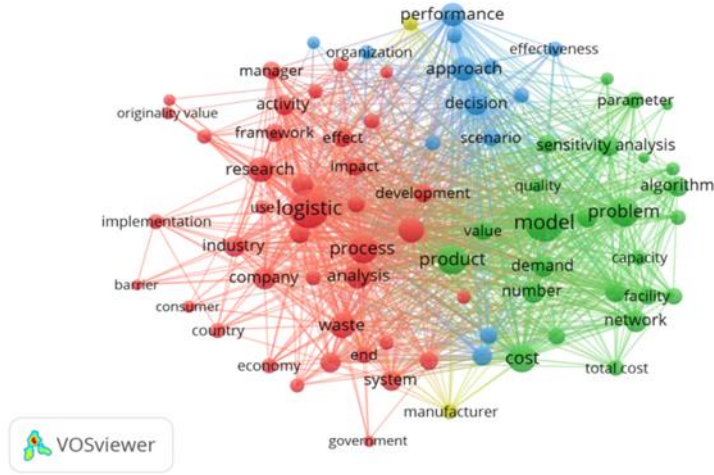 performance
organization
effectiveness
manager
approach
activity
decision
parameter
originality value
framework
effect
scenario
sensitivity analysis
research
impact
quality
algorithm
development
use
logistic
model
problem
implementation
value
industry
process
product
demand
capacity
barrier
company
analysis
number
facility
consumer
country
waste
network
economy
end
cost
total cost
system
manufacturer
government
VOSviewer